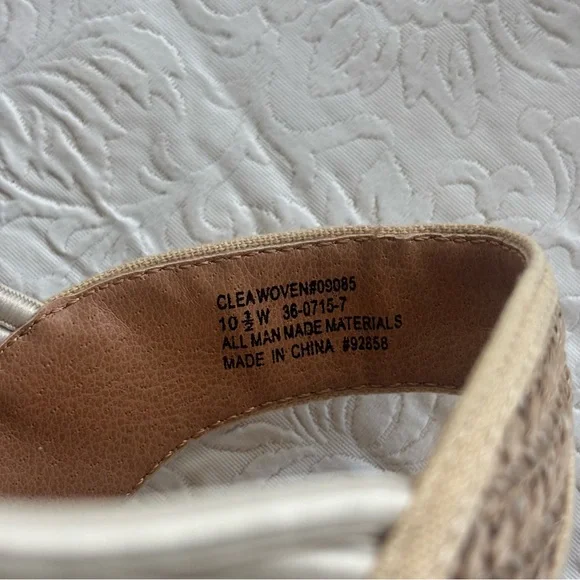 CLEA WOVEN#09085
10 ½ W 36-0715-7
ALL MAN MADE MATERIALS
MADE IN CHINA #92858